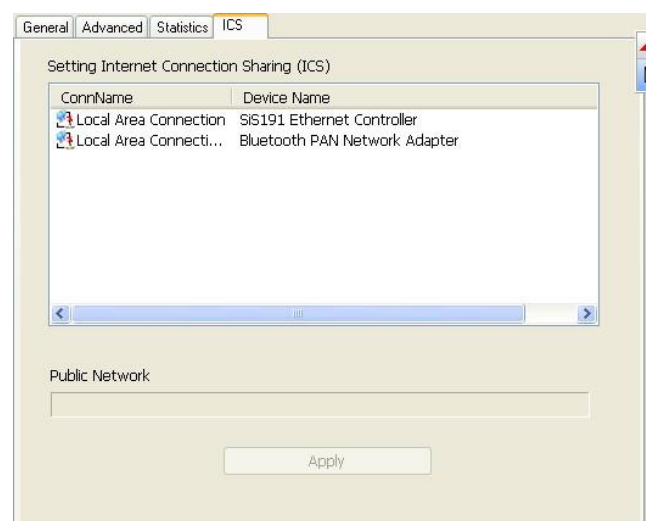 General Advanced Statistics ICS
Setting Internet Connection Sharing (ICS)
ConnName Device Name
Local Area Connection SiS191 Ethernet Controller
Local Area Connecti... Bluetooth PAN Network Adapter
Public Network
Apply